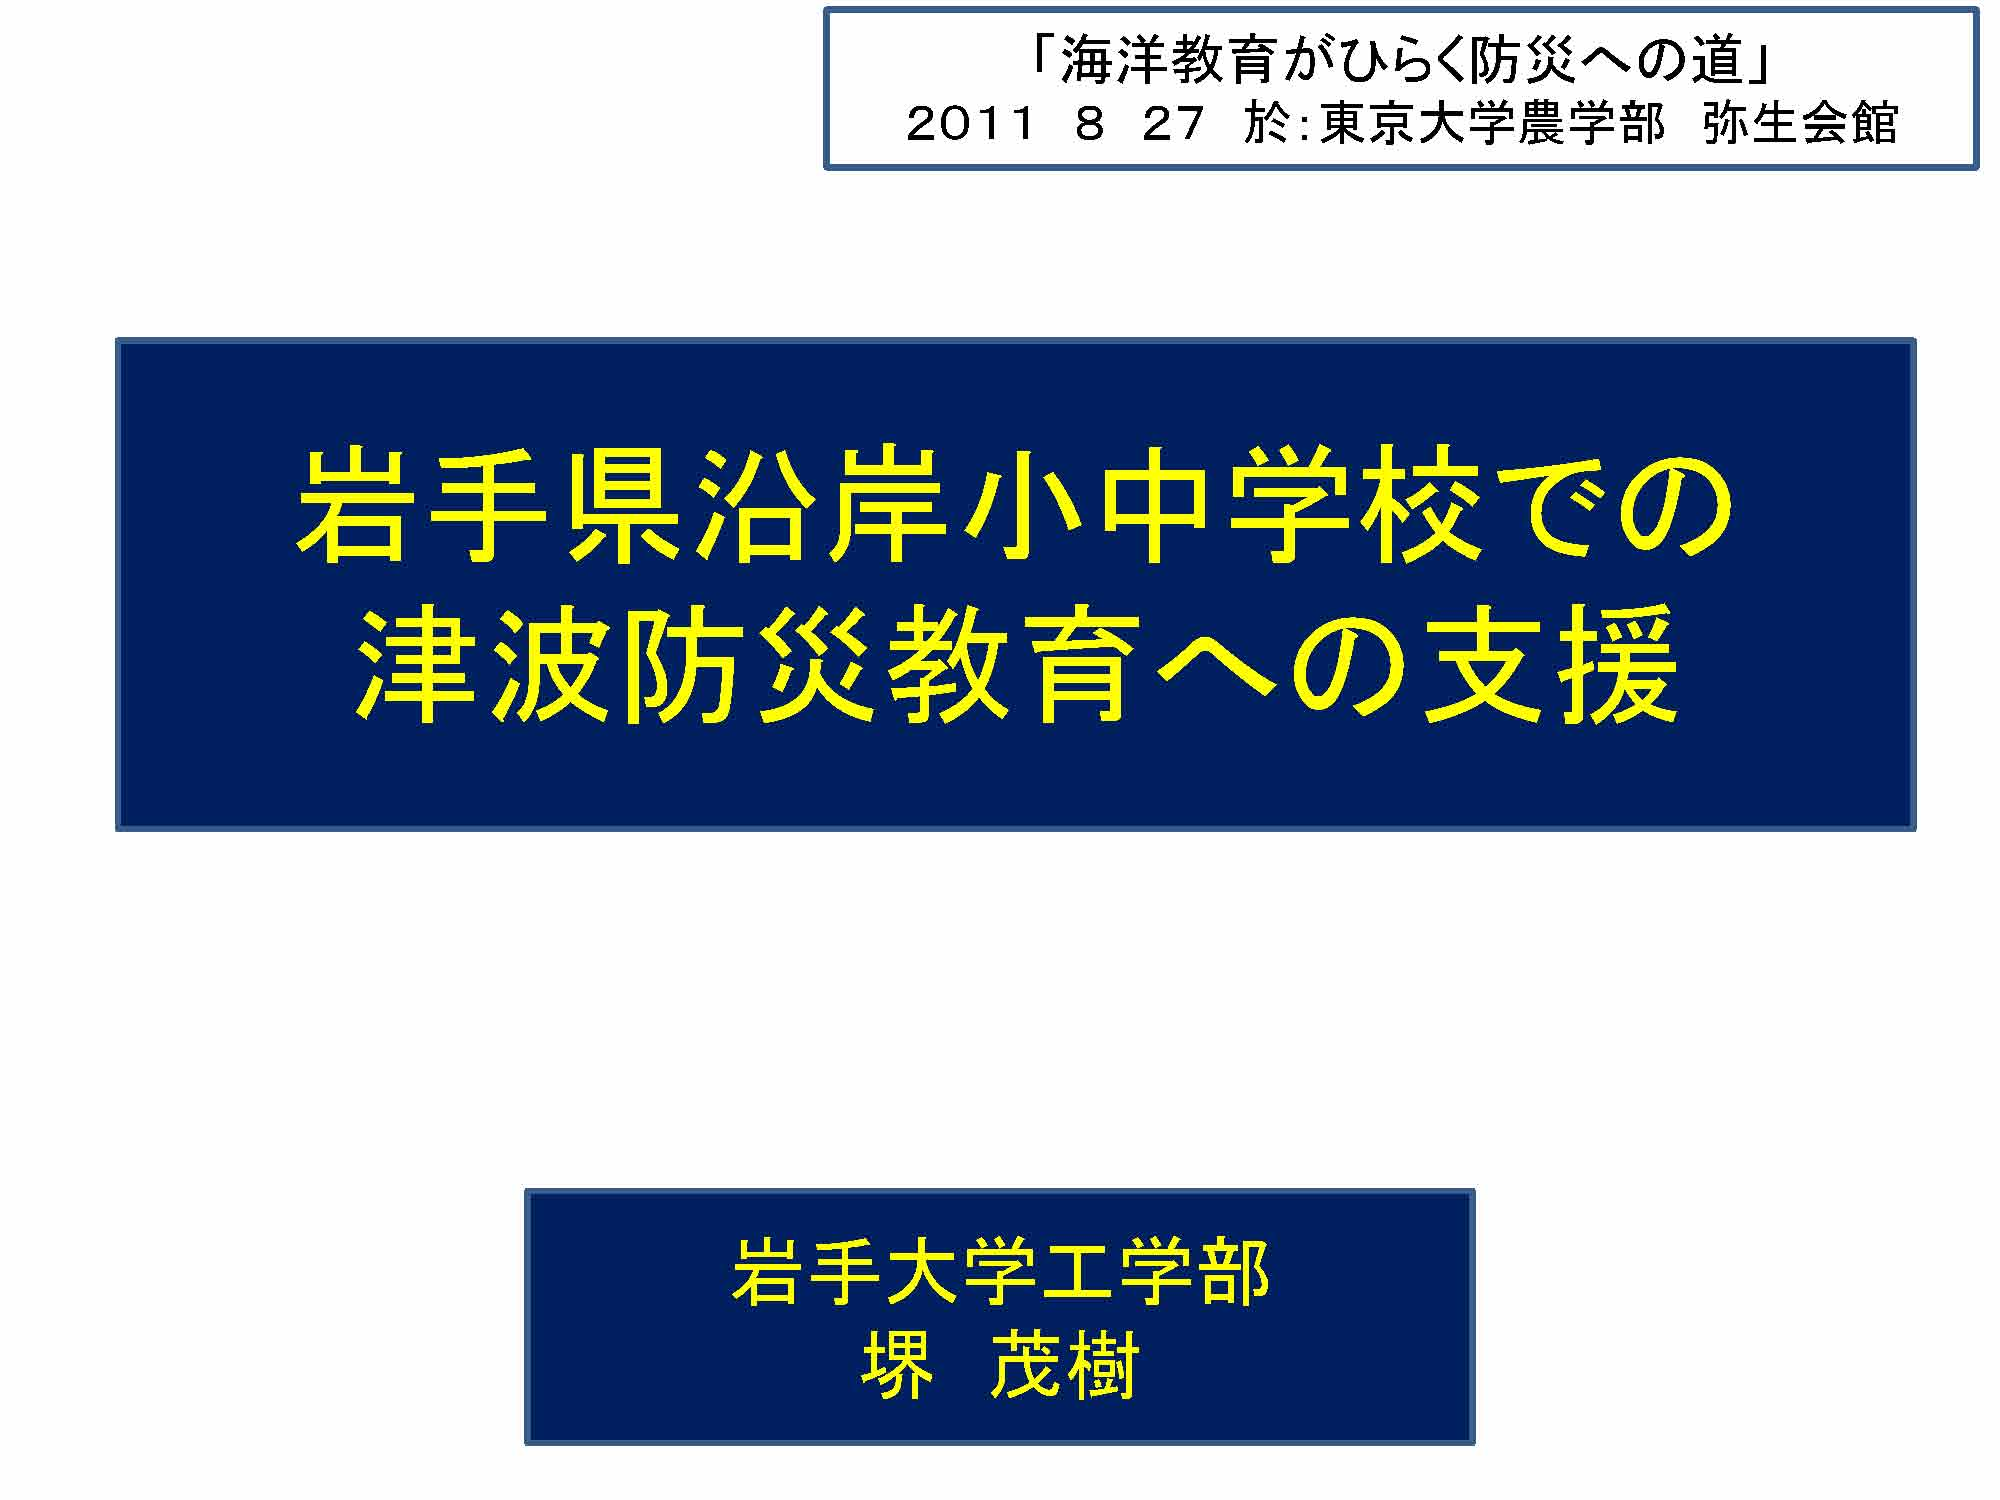 「海洋教育がひらく防災への道」
２０１１　８　２７　於：東京大学農学部　弥生会館
岩手県沿岸小中学校での
津波防災教育への支援
岩手大学工学部
堺　茂樹